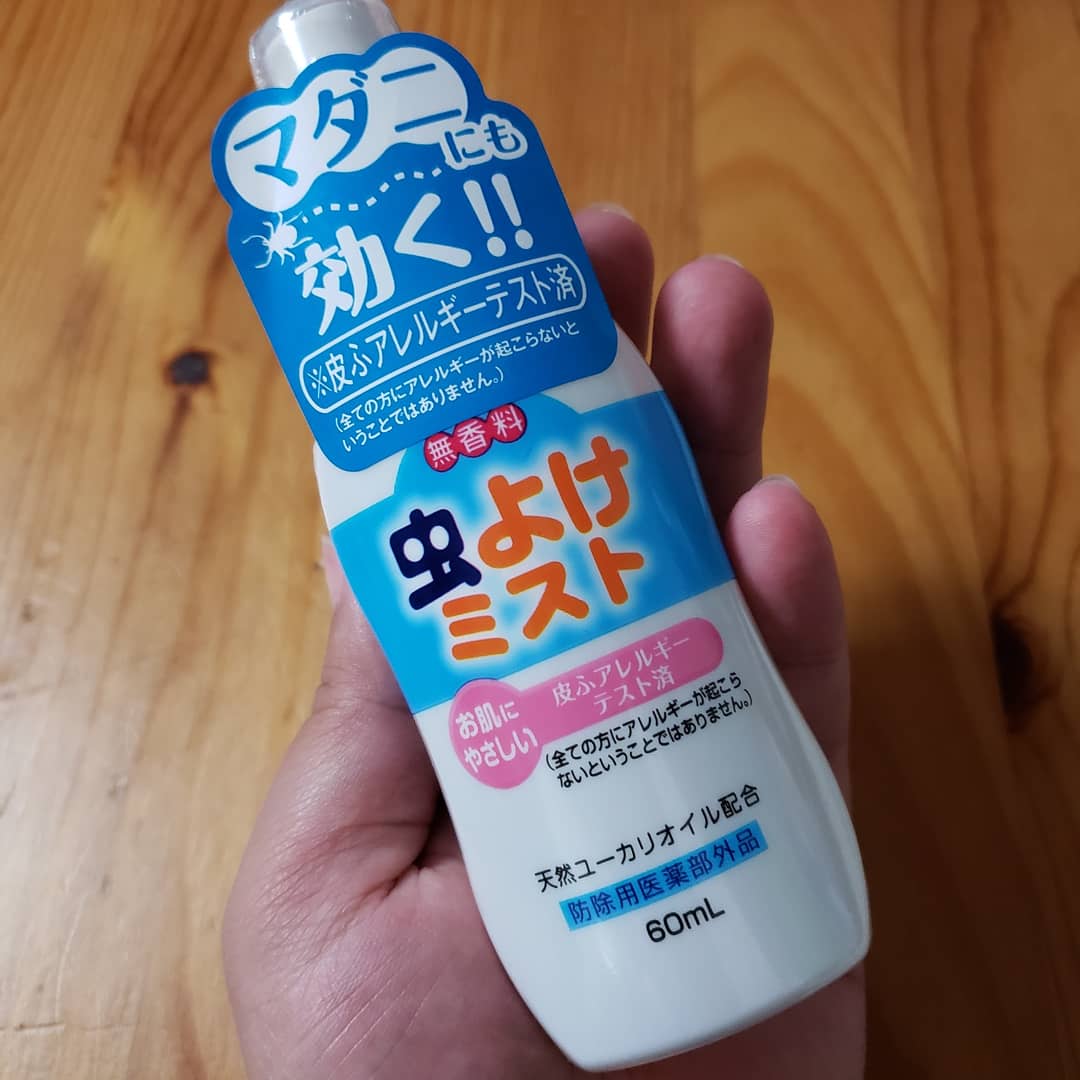 マダニにも
効く!!
※皮ふアレルギーテスト済
(全ての方にアレルギーが起こらないと
いうことではありません。)
無香料
虫よけ
ミスト
お肌に
やさしい
皮ふアレルギー
テスト済
(全ての方にアレルギーが起こら
ないということではありません。)
天然ユーカリオイル配合
防除用医薬部外品
60mL